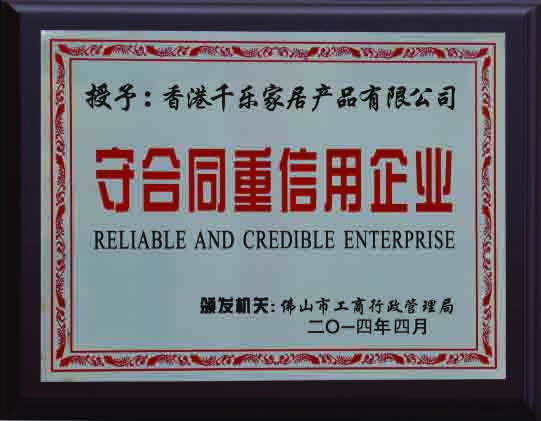 授予：香港千乐家居产品有限公司
守合同重信用企业
RELIABLE AND CREDIBLE ENTERPRISE
颁发机关：佛山市工商行政管理局
二〇一四年四月